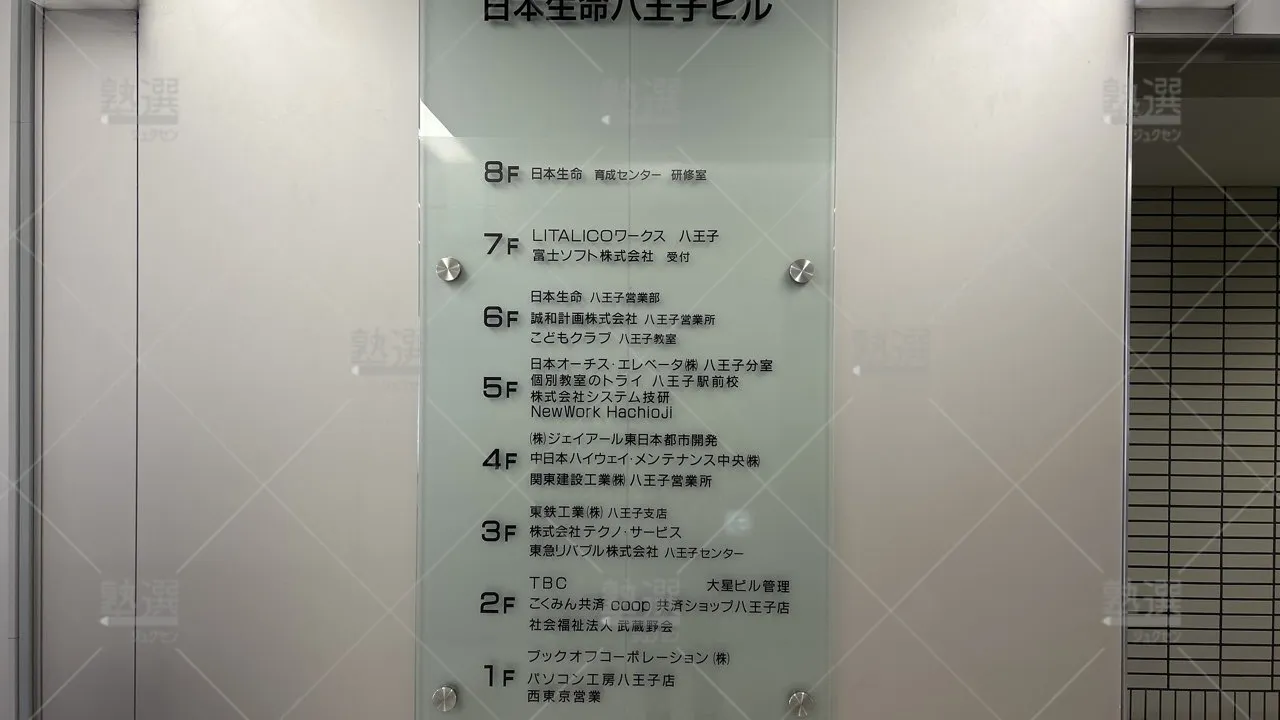 日本生命八王子ビル
8F 日本生命 育成センター 研修室
7F LITALICOワークス 八王子
富士ソフト株式会社 受付
6F 日本生命 八王子営業部
誠和計画株式会社 八王子営業所
こどもクラブ 八王子教室
5F 日本オーチス・エレベータ㈱ 八王子分室
個別教室のトライ 八王子駅前校
株式会社システム技研
NewWork Hachioji
4F ㈱ジェイアール東日本都市開発
中日本ハイウェイ・メンテナンス中央㈱
関東建設工業㈱ 八王子営業所
3F 東鉄工業㈱ 八王子支店
株式会社テクノ・サービス
東急リバブル株式会社 八王子センター
2F TBC 大星ビル管理
こくみん共済 coop 共済ショップ八王子店
社会福祉法人 武蔵野会
1F ブックオフコーポレーション㈱
パソコン工房八王子店
西東京営業
塾選
ジュクセン